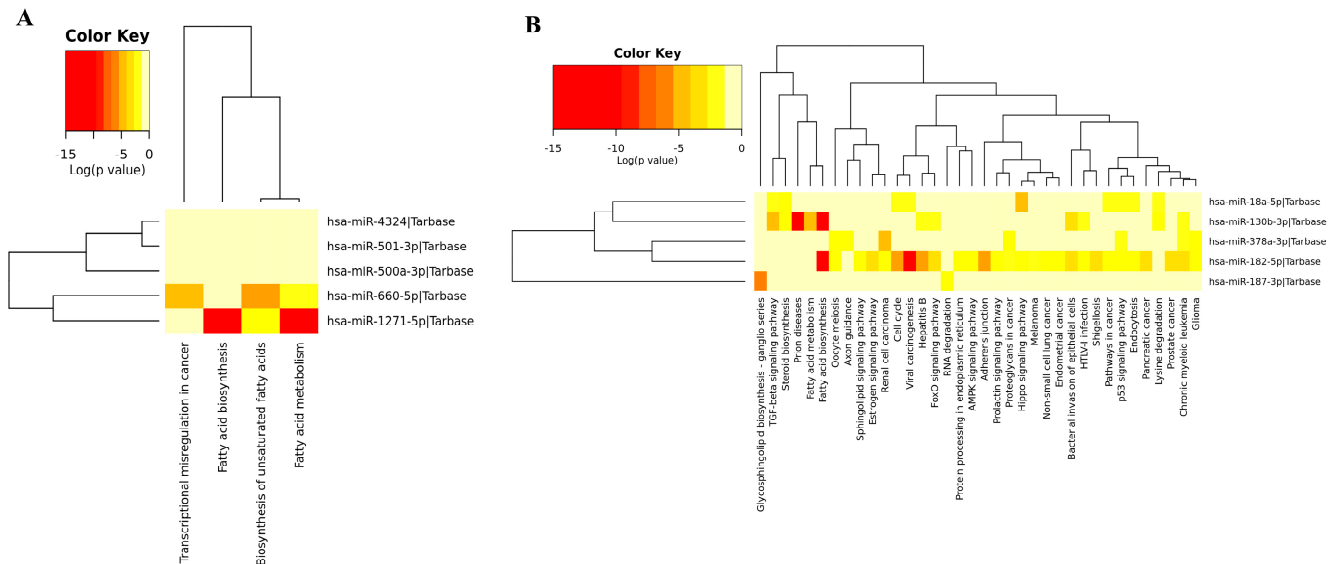 A
Color Key
-15 -5 0
Log(p value)
hsa-miR-4324|Tarbase
hsa-miR-501-3p|Tarbase
hsa-miR-500a-3p|Tarbase
hsa-miR-660-5p|Tarbase
hsa-miR-1271-5p|Tarbase
Transcriptional misregulation in cancer
Fatty acid biosynthesis
Biosynthesis of unsaturated fatty acids
Fatty acid metabolism
B
Color Key
-15 -10 -5 0
Log(p value)
hsa-miR-18a-5p|Tarbase
hsa-miR-130b-3p|Tarbase
hsa-miR-378a-3p|Tarbase
hsa-miR-182-5p|Tarbase
hsa-miR-187-3p|Tarbase
Glycosphingolipid biosynthesis - ganglio series
TGF-beta signaling pathway
Steroid biosynthesis
Prion diseases
Fatty acid metabolism
Fatty acid biosynthesis
Oocyte meiosis
Axon guidance
Sphingolipid signaling pathway
Estrogen signaling pathway
Renal cell carcinoma
Cell cycle
Viral carcinogenesis
Hepatitis B
FoxO signaling pathway
RNA degradation
Protein processing in endoplasmic reticulum
AMPK signaling pathway
Adherens junction
Prolactin signaling pathway
Proteoglycans in cancer
Hippo signaling pathway
Melanoma
Non-small cell lung cancer
Endometrial cancer
Bacterial invasion of epithelial cells
HTLV-I infection
Shigellosis
Pathways in cancer
p53 signaling pathway
Endocytosis
Pancreatic cancer
Lysine degradation
Prostate cancer
Chronic myeloid leukemia
Glioma